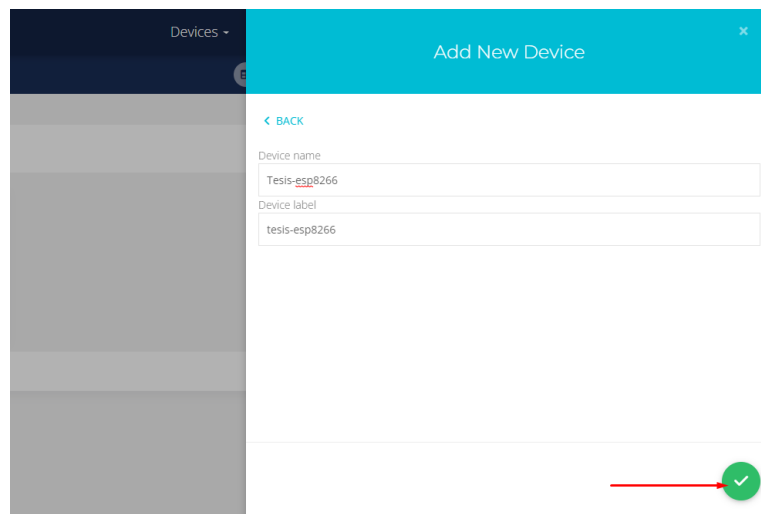 Devices
Add New Device
×
BACK
Device name
Tesis-esp8266
Device label
tesis-esp8266